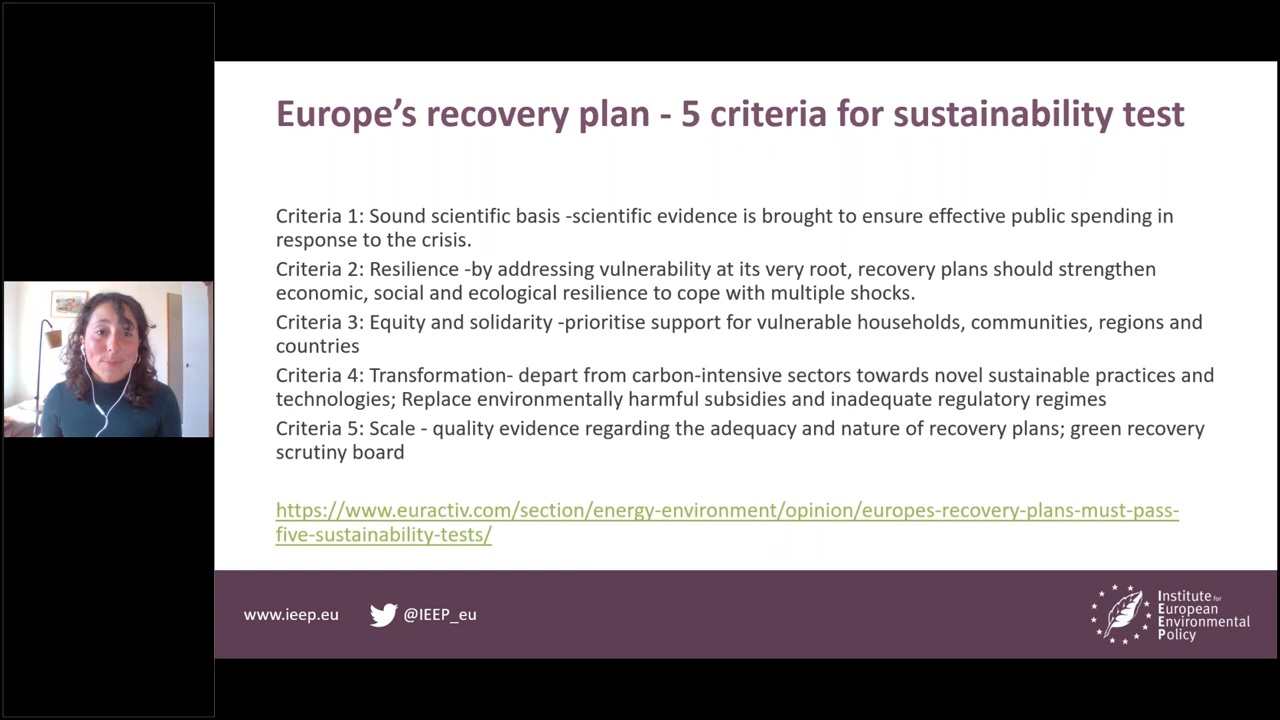 Europe’s recovery plan - 5 criteria for sustainability test
Criteria 1: Sound scientific basis -scientific evidence is brought to ensure effective public spending in
response to the crisis.
Criteria 2: Resilience -by addressing vulnerability at its very root, recovery plans should strengthen
economic, social and ecological resilience to cope with multiple shocks.
Criteria 3: Equity and solidarity -prioritise support for vulnerable households, communities, regions and
countries
Criteria 4: Transformation- depart from carbon-intensive sectors towards novel sustainable practices and
technologies; Replace environmentally harmful subsidies and inadequate regulatory regimes
Criteria 5: Scale - quality evidence regarding the adequacy and nature of recovery plans; green recovery
scrutiny board
https://www.euractiv.com/section/energy-environment/opinion/europes-recovery-plans-must-pass-
five-sustainability-tests/
www.ieep.eu @IEEP_eu
Institute for
European
Environmental
Policy